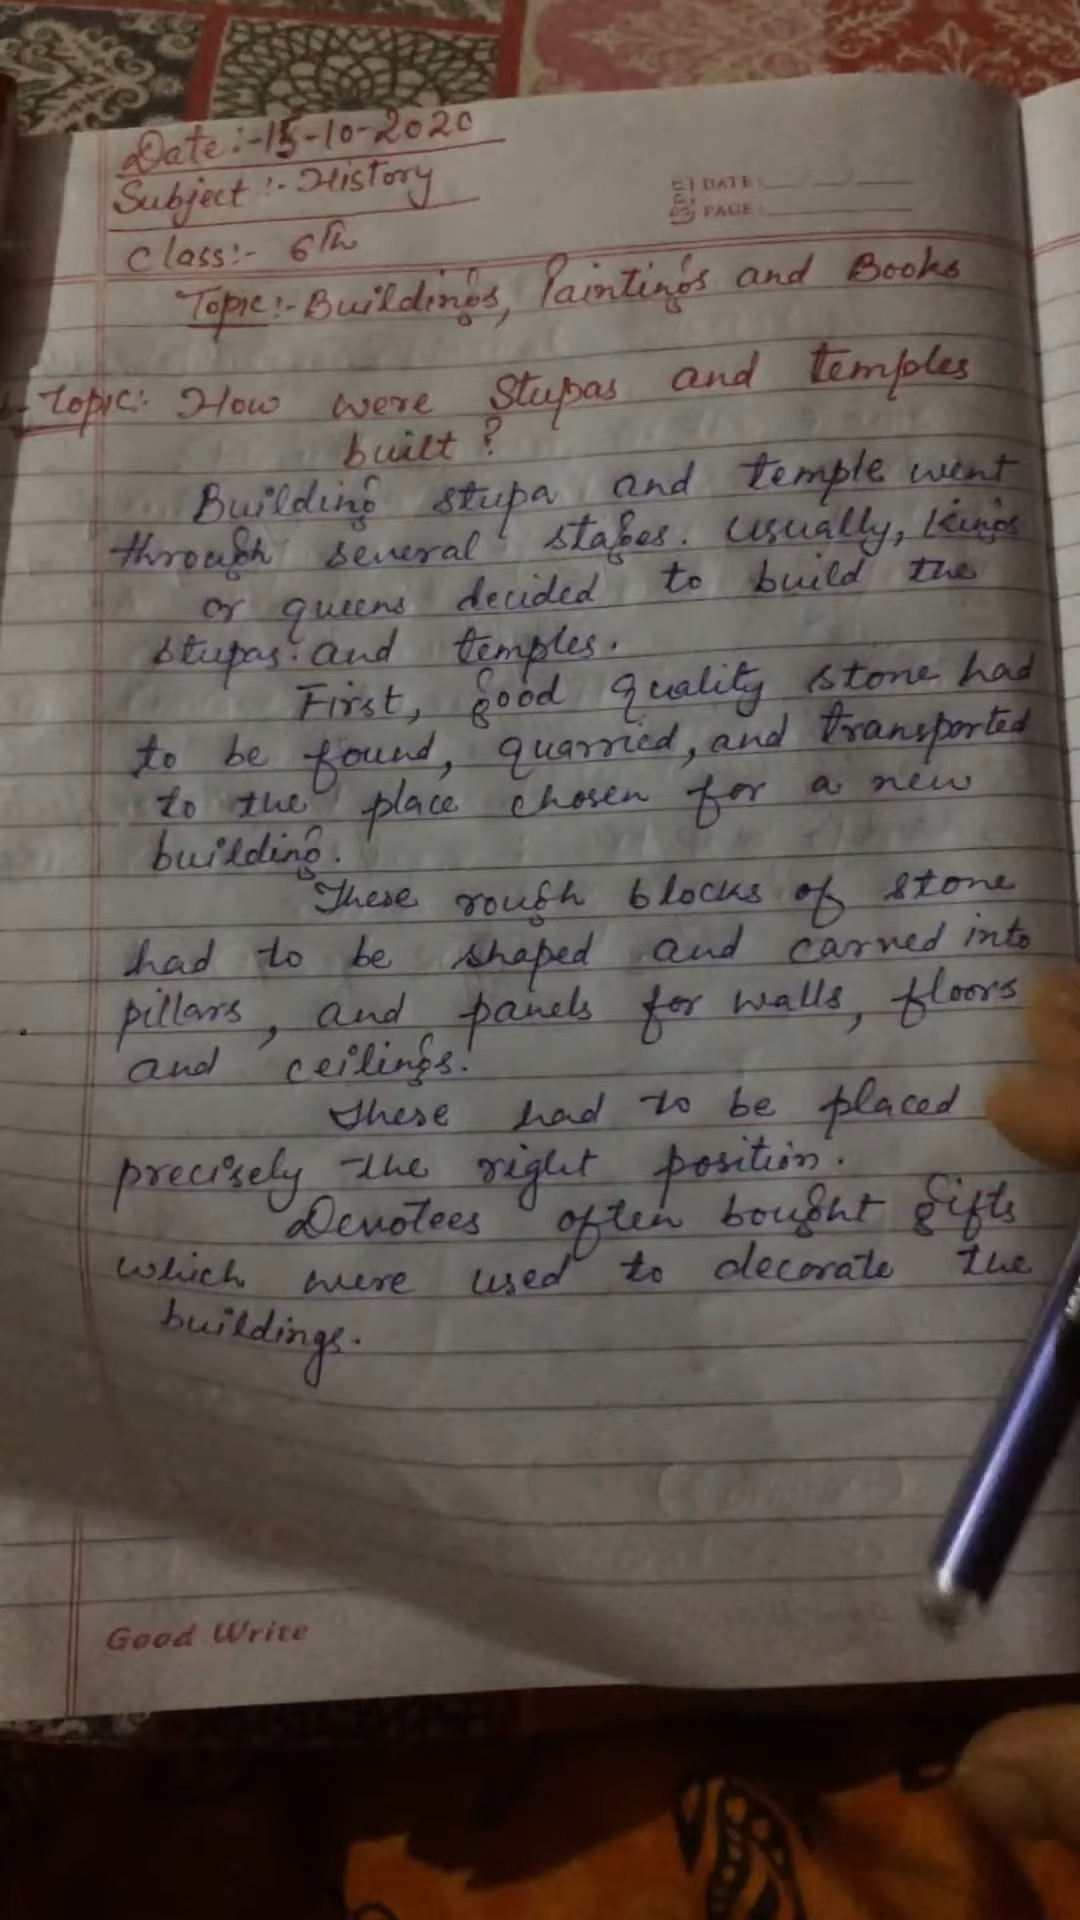 Date:-15-10-2020
Subject:- History
DATE:
PAGE:
Class:- 6th
Topic:- Buildings, Paintings and Books
Topic: How were Stupas and temples
built?
Building stupa and temple went
through several stages. Usually, kings
or queens decided to build the
stupas and temples.
First, good quality stone had
to be found, quarried, and transported
to the place chosen for a new
building.
These rough blocks of stone
had to be shaped and carved into
pillars, and panels for walls, floors
and ceilings.
These had to be placed
precisely the right position.
Devotees often bought gifts
which were used to decorate the
buildings.
Good Write